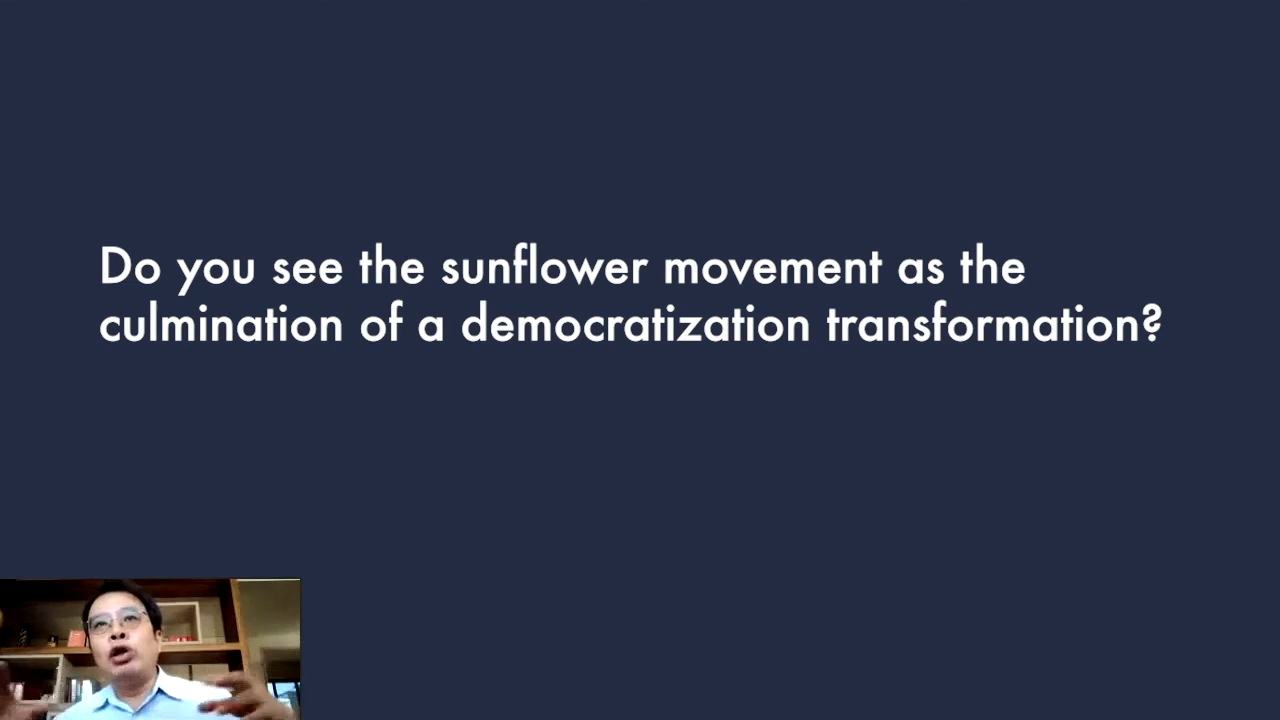 Do you see the sunflower movement as the
culmination of a democratization transformation?